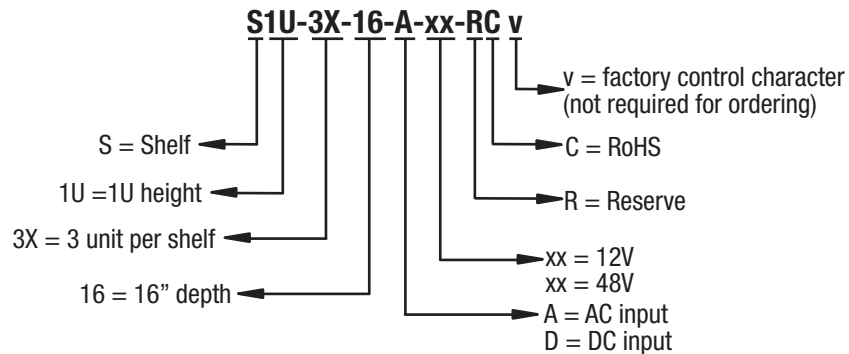 S1U-3X-16-A-xx-RC v
v = factory control character
(not required for ordering)
S = Shelf
C = RoHS
1U =1U height
R = Reserve
3X = 3 unit per shelf
xx = 12V
xx = 48V
16 = 16” depth
A = AC input
D = DC input